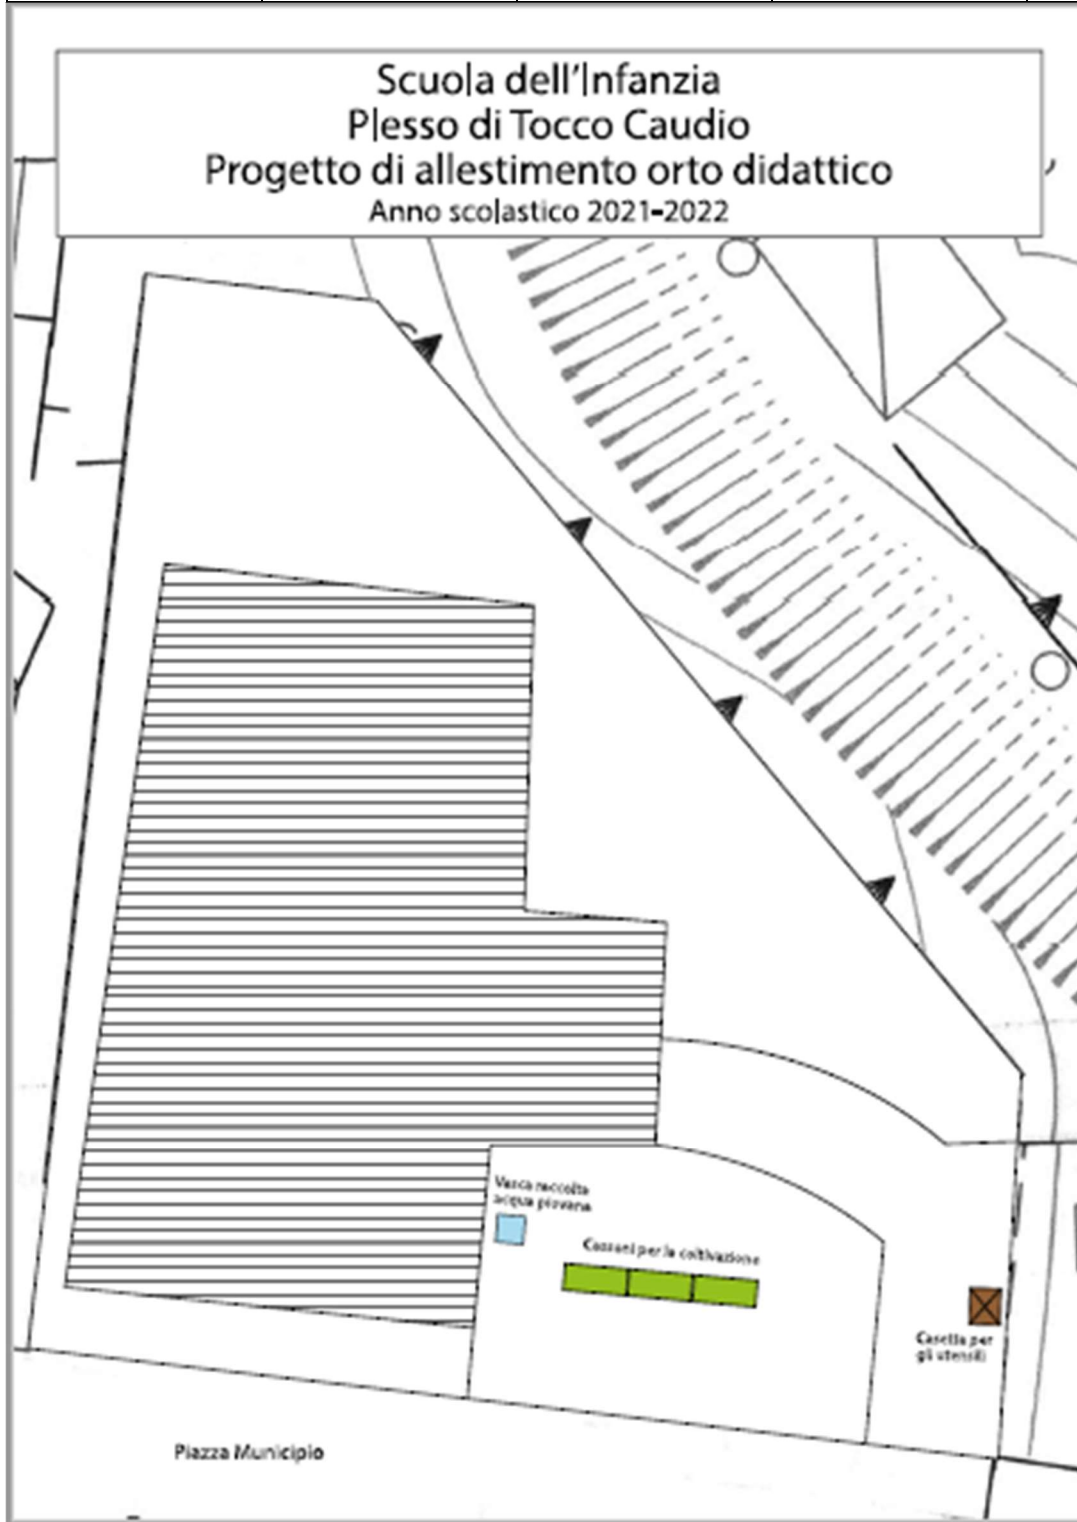 Scuola dell'Infanzia
Plesso di Tocco Caudio
Progetto di allestimento orto didattico
Anno scolastico 2021-2022
Vasca raccolta
acqua piovana
Cassoni per la coltivazione
Casetta per
gli utensili
Piazza Municipio